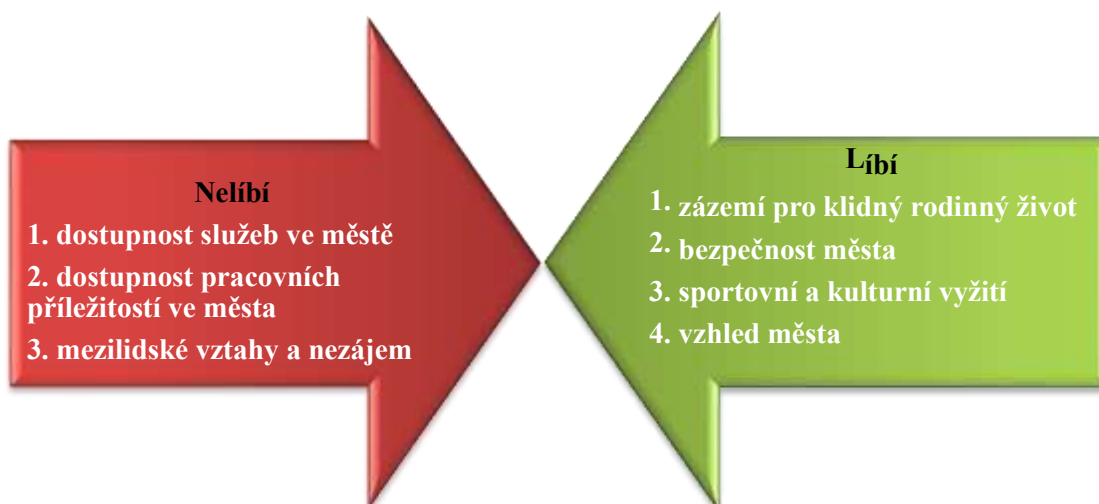 Nelíbí
1. dostupnost služeb ve městě
2. dostupnost pracovních
příležitostí ve města
3. mezilidské vztahy a nezájem
Líbí
1. zázemí pro klidný rodinný život
2. bezpečnost města
3. sportovní a kulturní vyžití
4. vzhled města